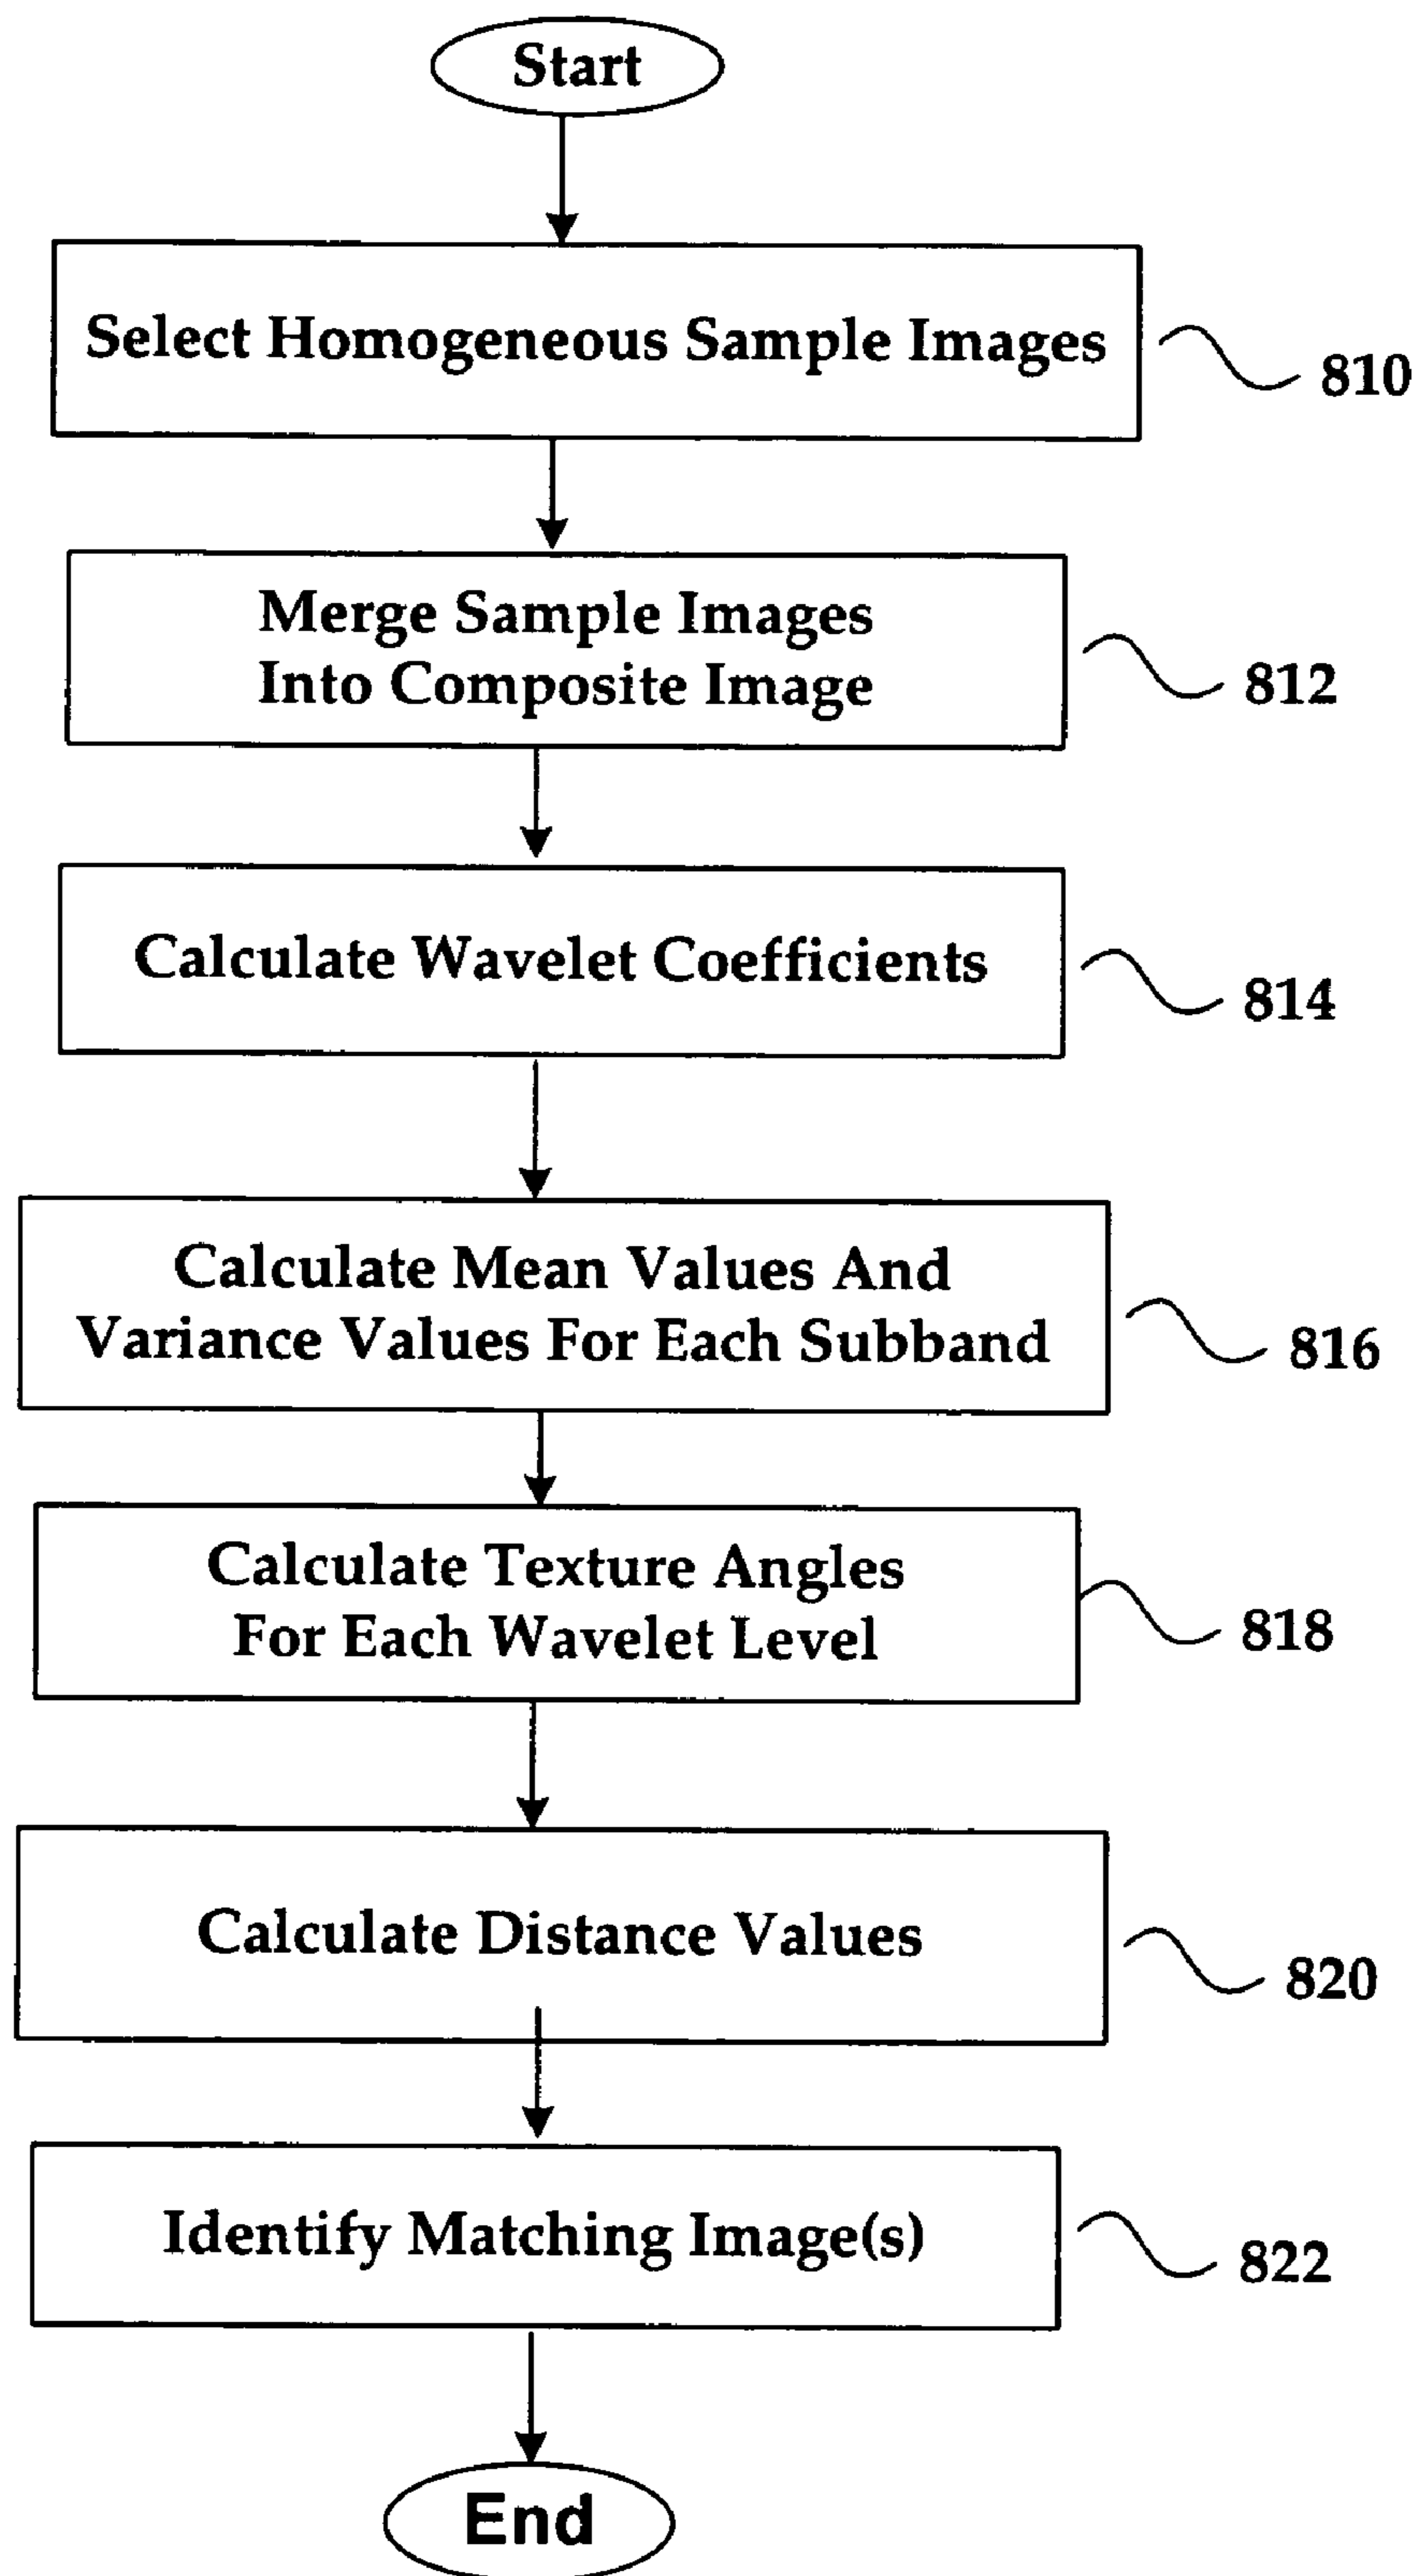 Start
Select Homogeneous Sample Images
810
Merge Sample Images
Into Composite Image
812
Calculate Wavelet Coefficients
814
Calculate Mean Values And
Variance Values For Each Subband
816
Calculate Texture Angles
For Each Wavelet Level
818
Calculate Distance Values
820
Identify Matching Image(s)
822
End